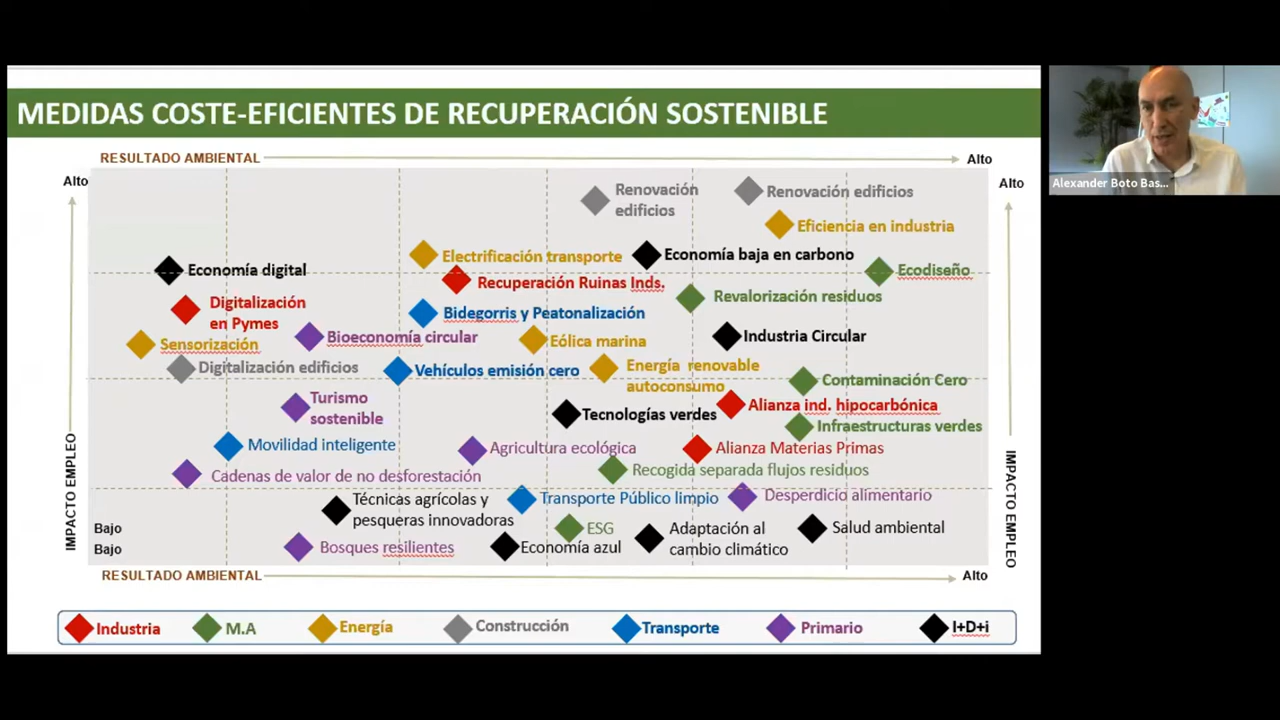 MEDIDAS COSTE-EFICIENTES DE RECUPERACIÓN SOSTENIBLE
RESULTADO AMBIENTAL
Alto
Alto
Alto
Renovación
edificios
Renovación edificios
Eficiencia en industria
Electrificación transporte
Economía baja en carbono
Economía digital
Ecodiseño
Recuperación Ruinas Inds.
Revalorización residuos
Digitalización
en Pymes
Bidegorris y Peatonalización
Bioeconomía circular
Industria Circular
Sensorización
Eólica marina
Digitalización edificios
Vehículos emisión cero
Energía renovable
autoconsumo
Contaminación Cero
Turismo
sostenible
Tecnologías verdes
Alianza ind. hipocarbónica
Infraestructuras verdes
Movilidad inteligente
Agricultura ecológica
Alianza Materias Primas
Cadenas de valor de no desforestación
Recogida separada flujos residuos
Técnicas agrícolas y
pesqueras innovadoras
Transporte Público limpio
Desperdicio alimentario
ESG
Adaptación al
cambio climático
Salud ambiental
Bosques resilientes
Economía azul
IMPACTO EMPLEO
IMPACTO EMPLEO
Bajo
Bajo
RESULTADO AMBIENTAL
Alto
Industria
M.A
Energía
Construcción
Transporte
Primario
I+D+i
Alexander Boto Bas...